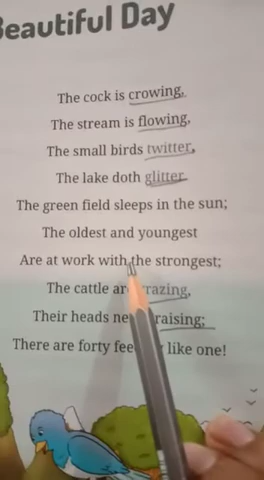 Beautiful Day
The cock is crowing.
The stream is flowing.
The small birds twitter.
The lake doth glitter.
The green field sleeps in the sun;
The oldest and youngest
Are at work with the strongest;
The cattle are grazing,
Their heads raising;
There are forty like one!